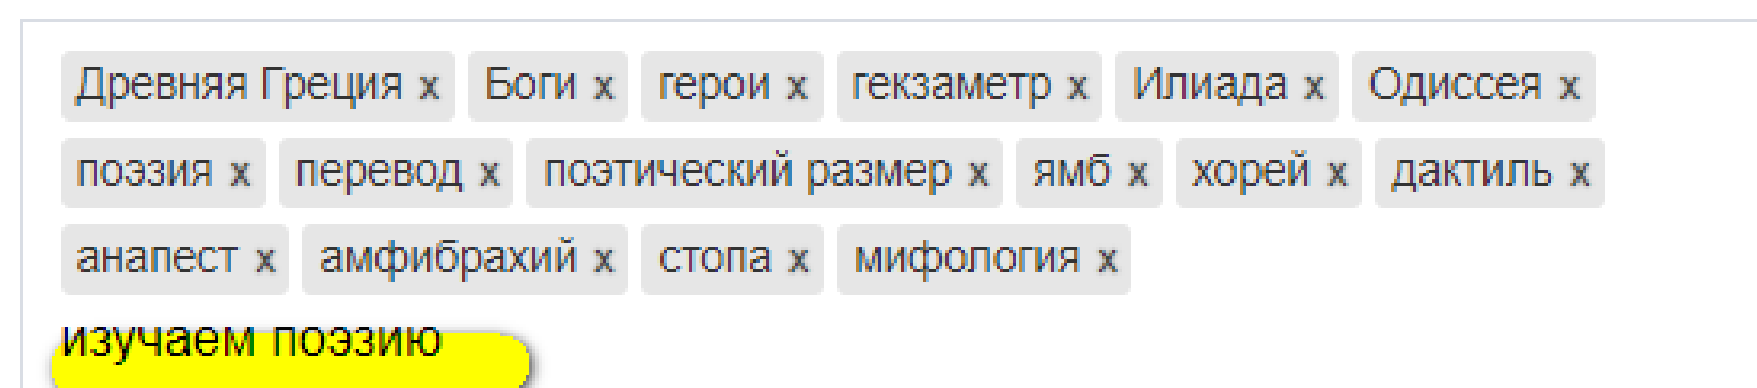 Древняя Греция x Боги x герои x гекзаметр x Илиада x Одиссея x
поэзия x перевод x поэтический размер x ямб x хорей x дактиль x
анапест x амфибрахий x стопа x мифология x
изучаем поэзию